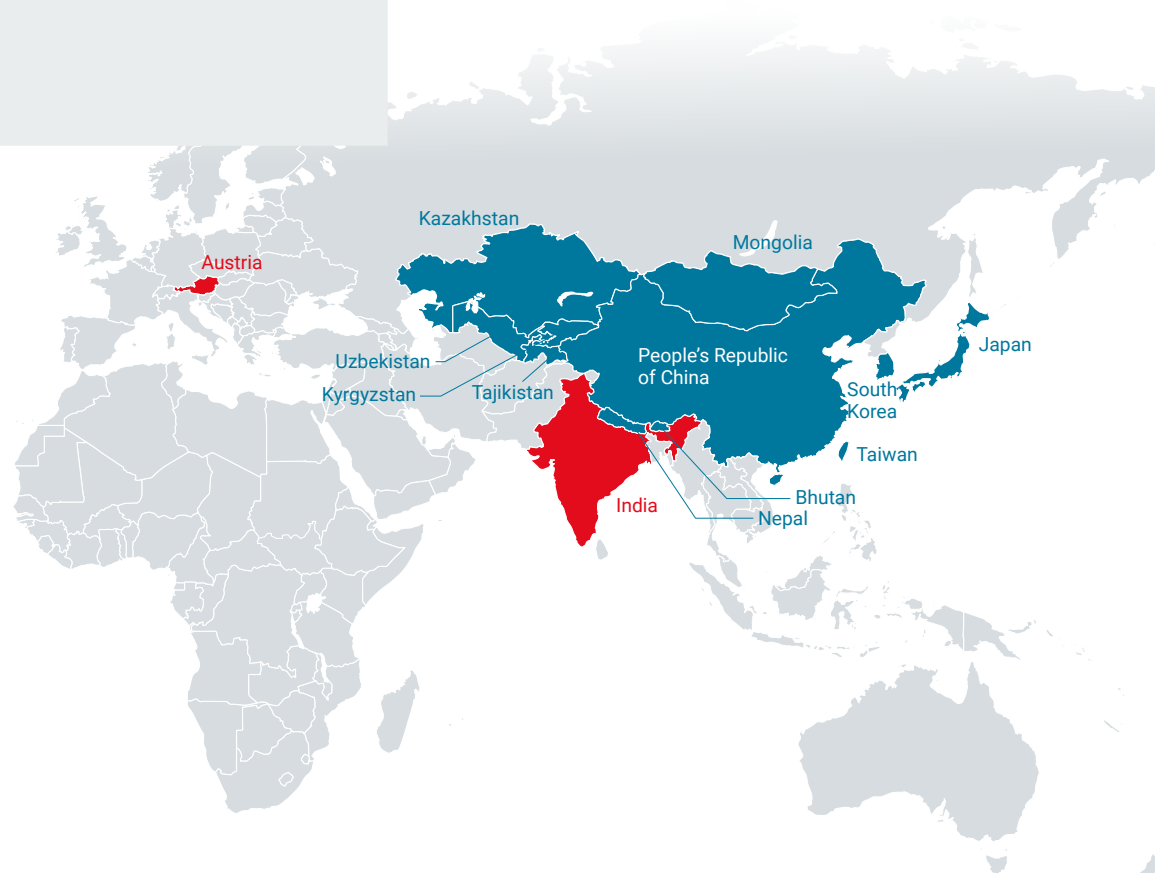 Kazakhstan
Mongolia
Austria
Japan
People’s Republic
of China
Uzbekistan
Kyrgyzstan
Tajikistan
South
Korea
Taiwan
Bhutan
India
Nepal